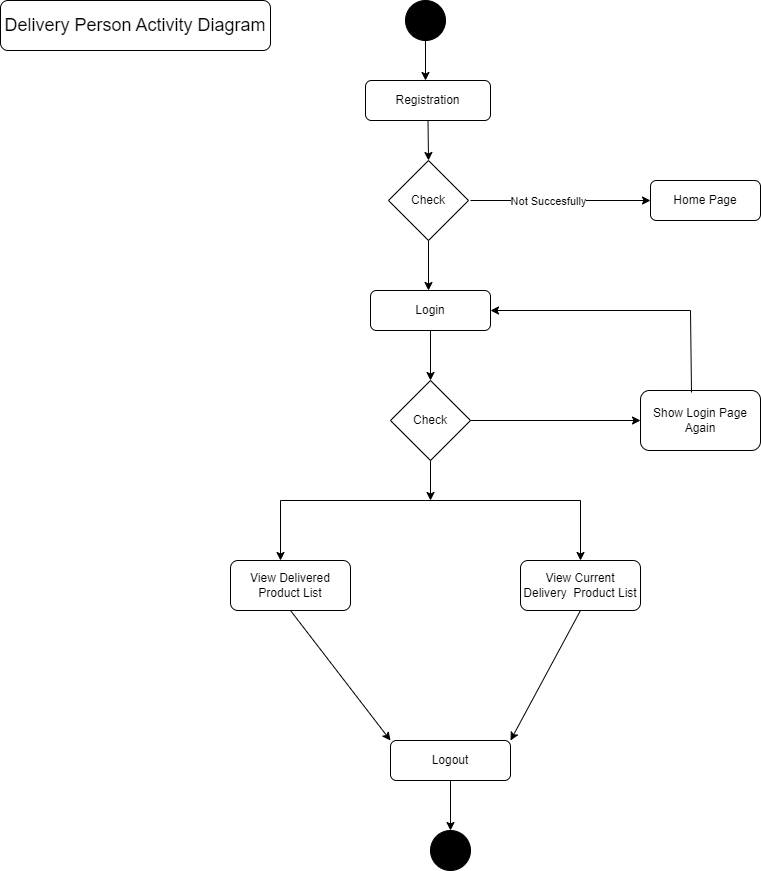 Delivery Person Activity Diagram
Registration
Check
Not Succesfully
Home Page
Login
Check
Show Login Page
Again
View Delivered
Product List
View Current
Delivery  Product List
Logout